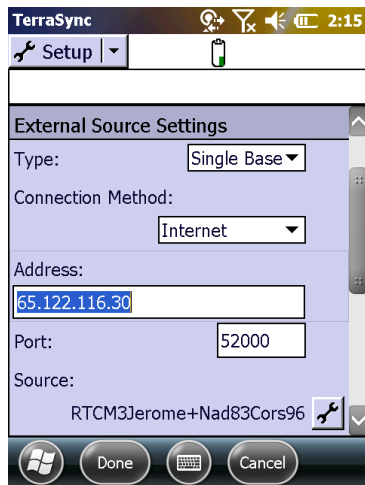 TerraSync 2:15
Setup
External Source Settings
Type: Single Base
Connection Method:
Internet
Address:
65.122.116.30
Port: 52000
Source:
RTCM3Jerome+Nad83Cors96
Done Cancel